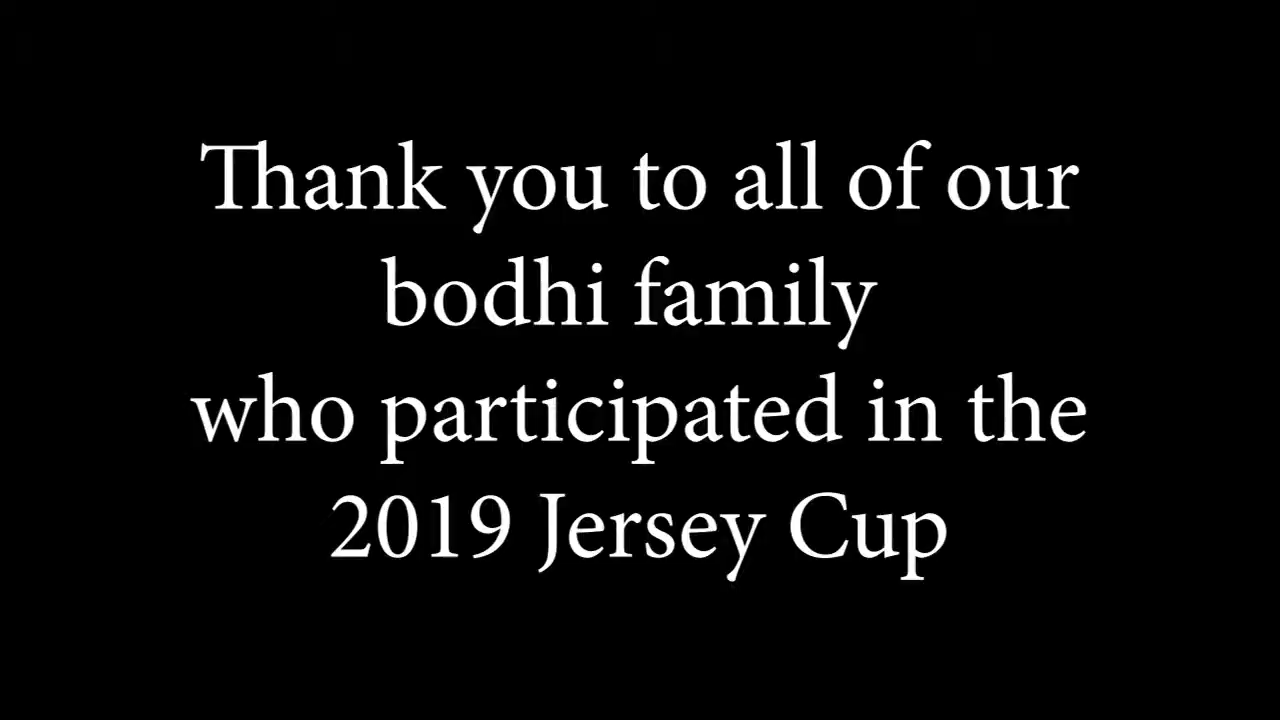 Thank you to all of our
bodhi family
who participated in the
2019 Jersey Cup